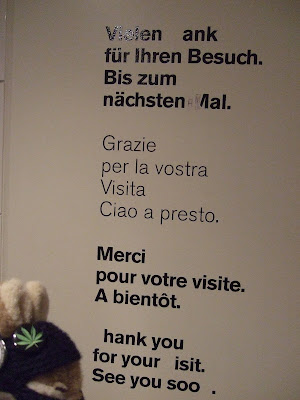 Vielen ank
für Ihren Besuch.
Bis zum
nächsten Mal.
Grazie
per la vostra
Visita
Ciao a presto.
Merci
pour votre visite.
A bientôt.
hank you
for your isit.
See you soo .